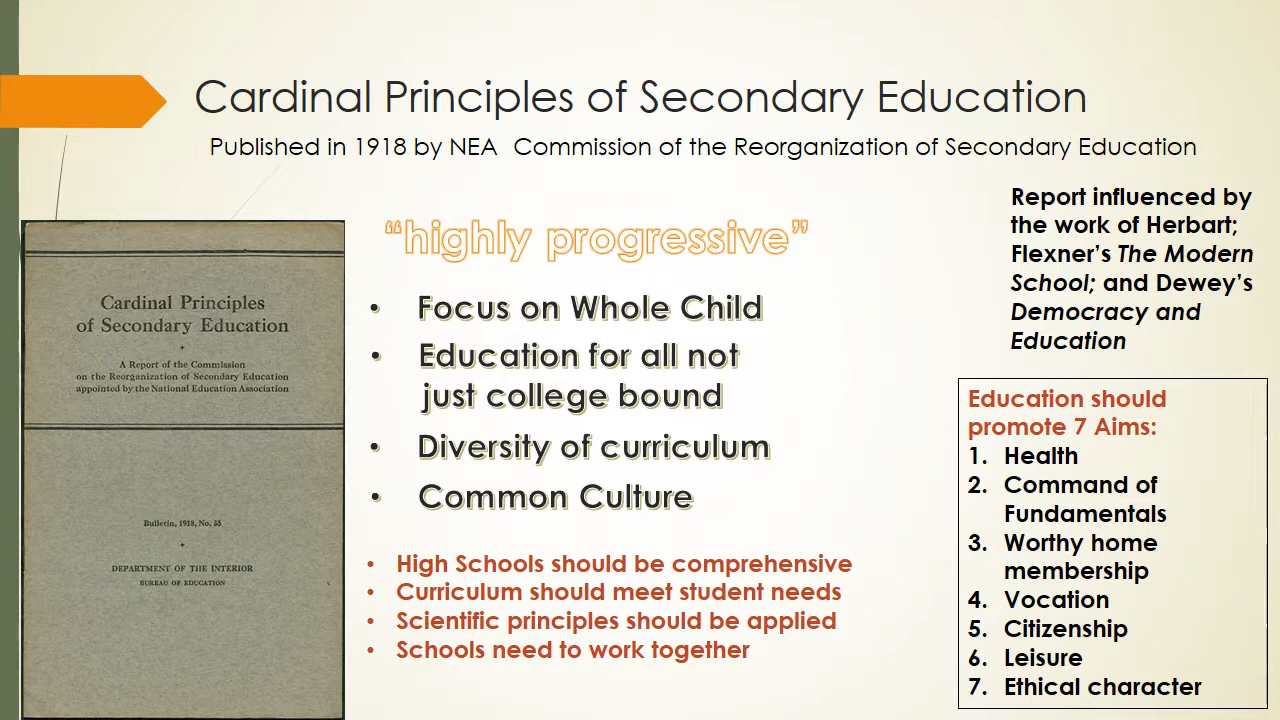 Cardinal Principles of Secondary Education
Published in 1918 by NEA Commission of the Reorganization of Secondary Education
Cardinal Principles
of Secondary Education
A Report of the Commission
on the Reorganization of Secondary Education
appointed by the National Education Association
Bulletin, 1918, No. 35
DEPARTMENT OF THE INTERIOR
BUREAU OF EDUCATION
“highly progressive”
• Focus on Whole Child
• Education for all not
just college bound
• Diversity of curriculum
• Common Culture
• High Schools should be comprehensive
• Curriculum should meet student needs
• Scientific principles should be applied
• Schools need to work together
Report influenced by
the work of Herbart;
Flexner’s The Modern
School; and Dewey’s
Democracy and
Education
Education should
promote 7 Aims:
1. Health
2. Command of
Fundamentals
3. Worthy home
membership
4. Vocation
5. Citizenship
6. Leisure
7. Ethical character